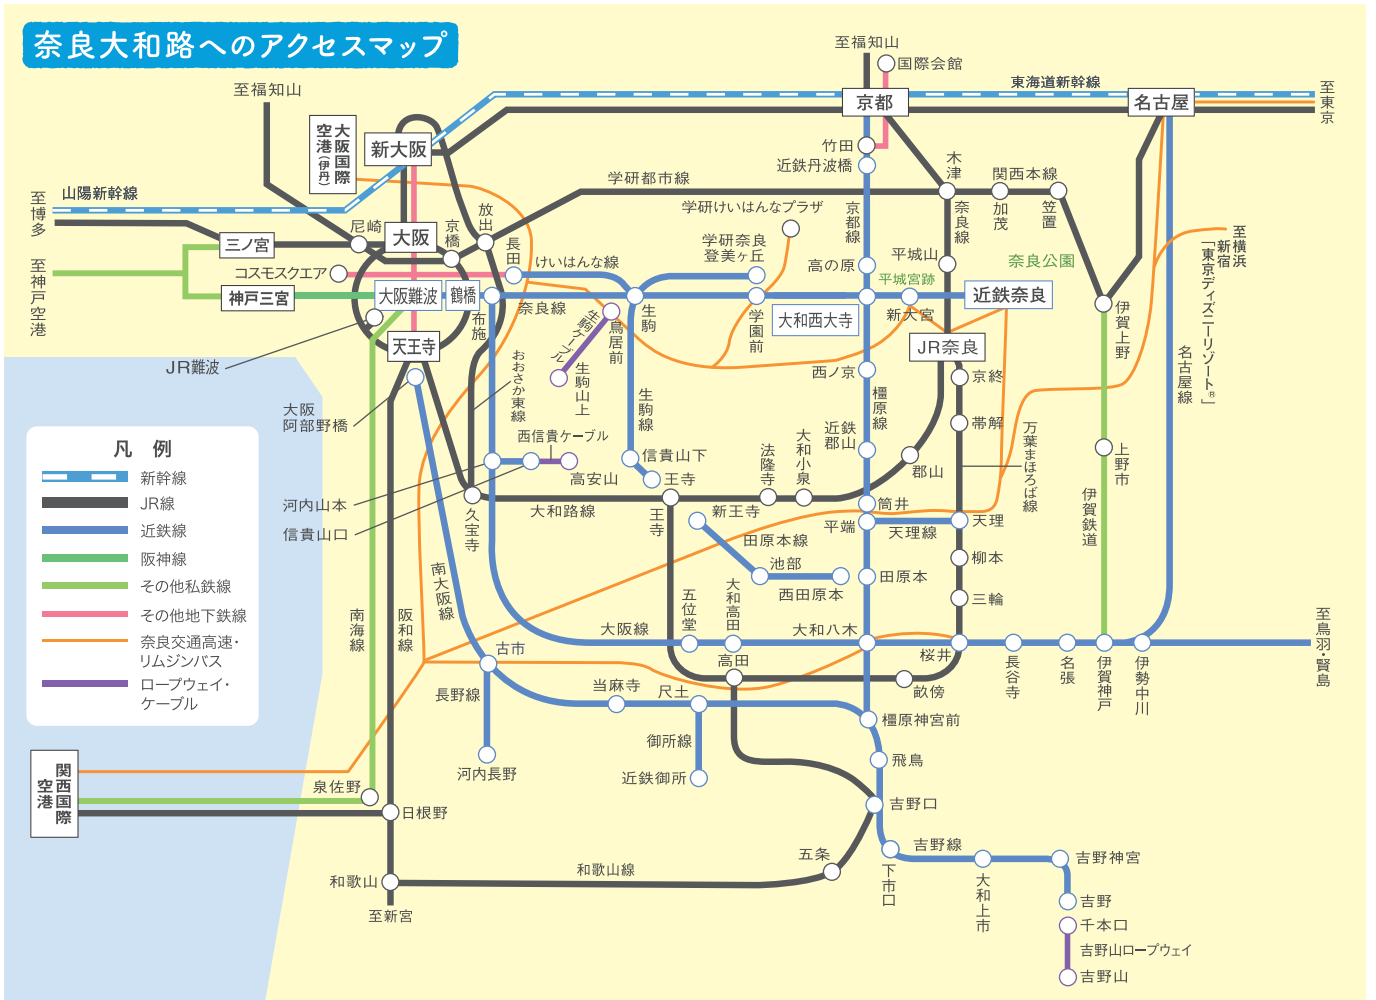 奈良大和路へのアクセスマップ
至福知山
国際会館
東海道新幹線
至東京
京都
名古屋
至福知山
大阪国際
空港(伊丹)
新大阪
竹田
近鉄丹波橋
木津
関西本線
加茂
笠置
学研都市線
学研けいはんなプラザ
京都線
奈良線
山陽新幹線
至博多
尼崎
大阪
京橋
放出
長田
けいはんな線
学研奈良
登美ヶ丘
高の原
平城山
平城宮跡
奈良公園
至横浜
新宿
「東京ディズニーリゾート®」
三ノ宮
至神戸空港
コスモスクエア
神戸三宮
大阪難波
鶴橋
布施
奈良線
生駒
鳥居前
生駒ケーブル
生駒山上
学園前
大和西大寺
新大宮
近鉄奈良
伊賀上野
名古屋線
天王寺
JR難波
JR奈良
おおさか東線
西ノ京
京終
橿原線
大阪
阿部野橋
生駒線
近鉄
郡山
帯解
万葉まほろば線
西信貴ケーブル
信貴山下
王寺
法隆寺
大和小泉
郡山
上野市
高安山
河内山本
信貴山口
久宝寺
大和路線
王寺
新王寺
筒井
平端
天理線
天理
伊賀鉄道
田原本線
池部
西田原本
田原本
柳本
三輪
南大阪線
南海線
阪和線
大阪線
五位堂
大和高田
大和八木
桜井
長谷寺
名張
伊賀神戸
伊勢中川
至鳥羽・賢島
古市
高田
畝傍
長野線
当麻寺
尺土
橿原神宮前
御所線
河内長野
近鉄御所
飛鳥
吉野口
関西国際
空港
泉佐野
日根野
吉野線
吉野神宮
下市口
大和上市
吉野
千本口
吉野山ロープウェイ
吉野山
五条
和歌山線
和歌山
至新宮
凡 例
新幹線
JR線
近鉄線
阪神線
その他私鉄線
その他地下鉄線
奈良交通高速・
リムジンバス
ロープウェイ・
ケーブル